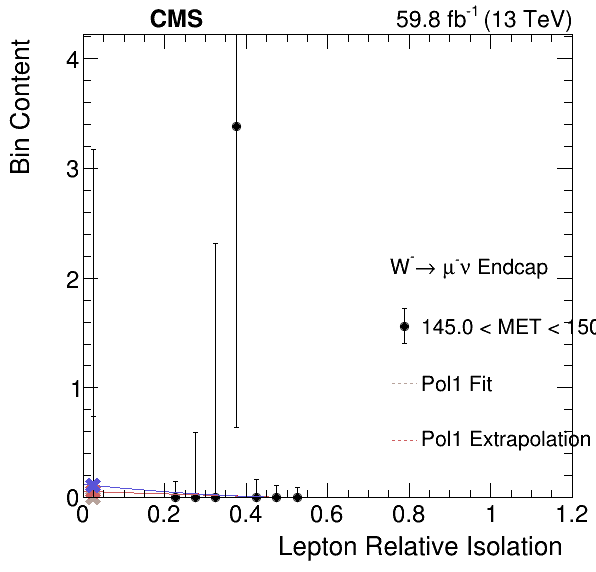 CMS
59.8 fb⁻¹ (13 TeV)
Bin Content
4
3
2
1
0
W⁻→ μ⁻ν Endcap
145.0 < MET < 150
Pol1 Fit
Pol1 Extrapolation
0 0.2 0.4 0.6 0.8 1 1.2
Lepton Relative Isolation